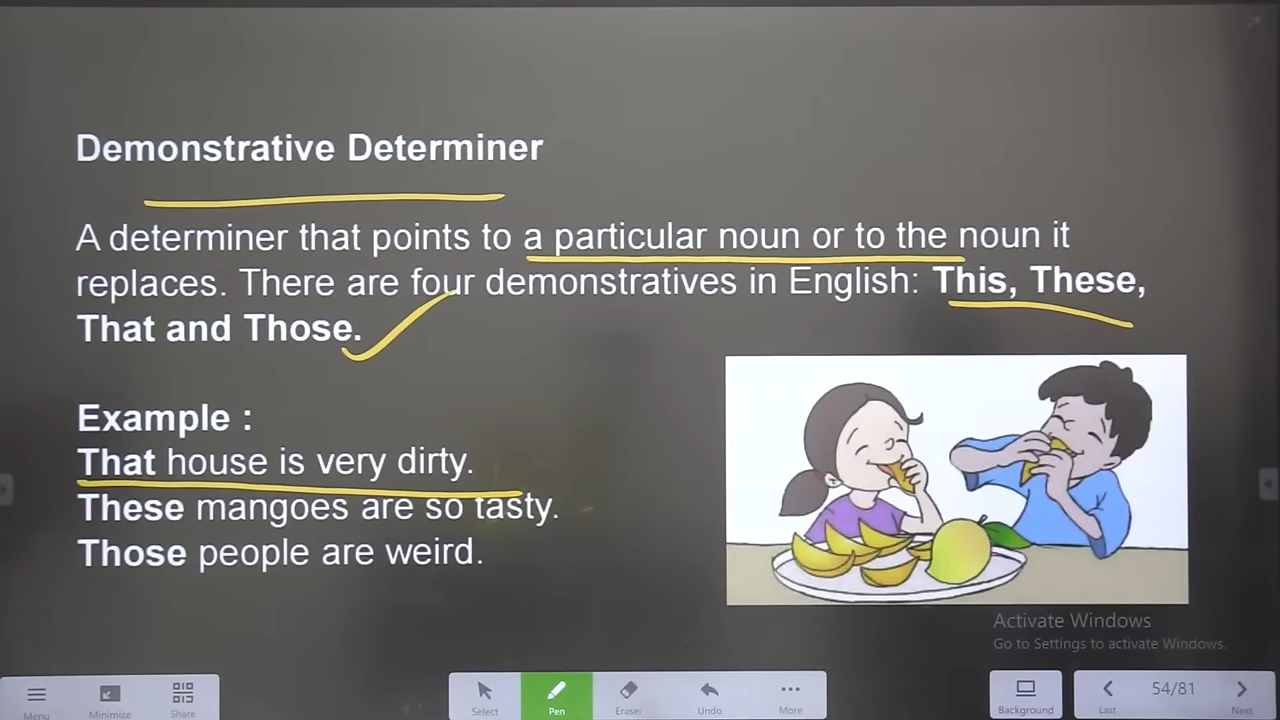 Demonstrative Determiner
A determiner that points to a particular noun or to the noun it
replaces. There are four demonstratives in English: This, These,
That and Those.
Example :
That house is very dirty.
These mangoes are so tasty.
Those people are weird.
Activate Windows
Go to Settings to activate Windows.
Menu
Minimize
Share
Select
Pen
Eraser
Undo
More
Background
Last
54/81
Next